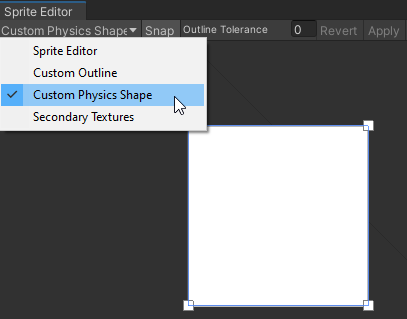 Sprite Editor
Custom Physics Shape Snap Outline Tolerance 0 Revert Apply
Sprite Editor
Custom Outline
Custom Physics Shape
Secondary Textures